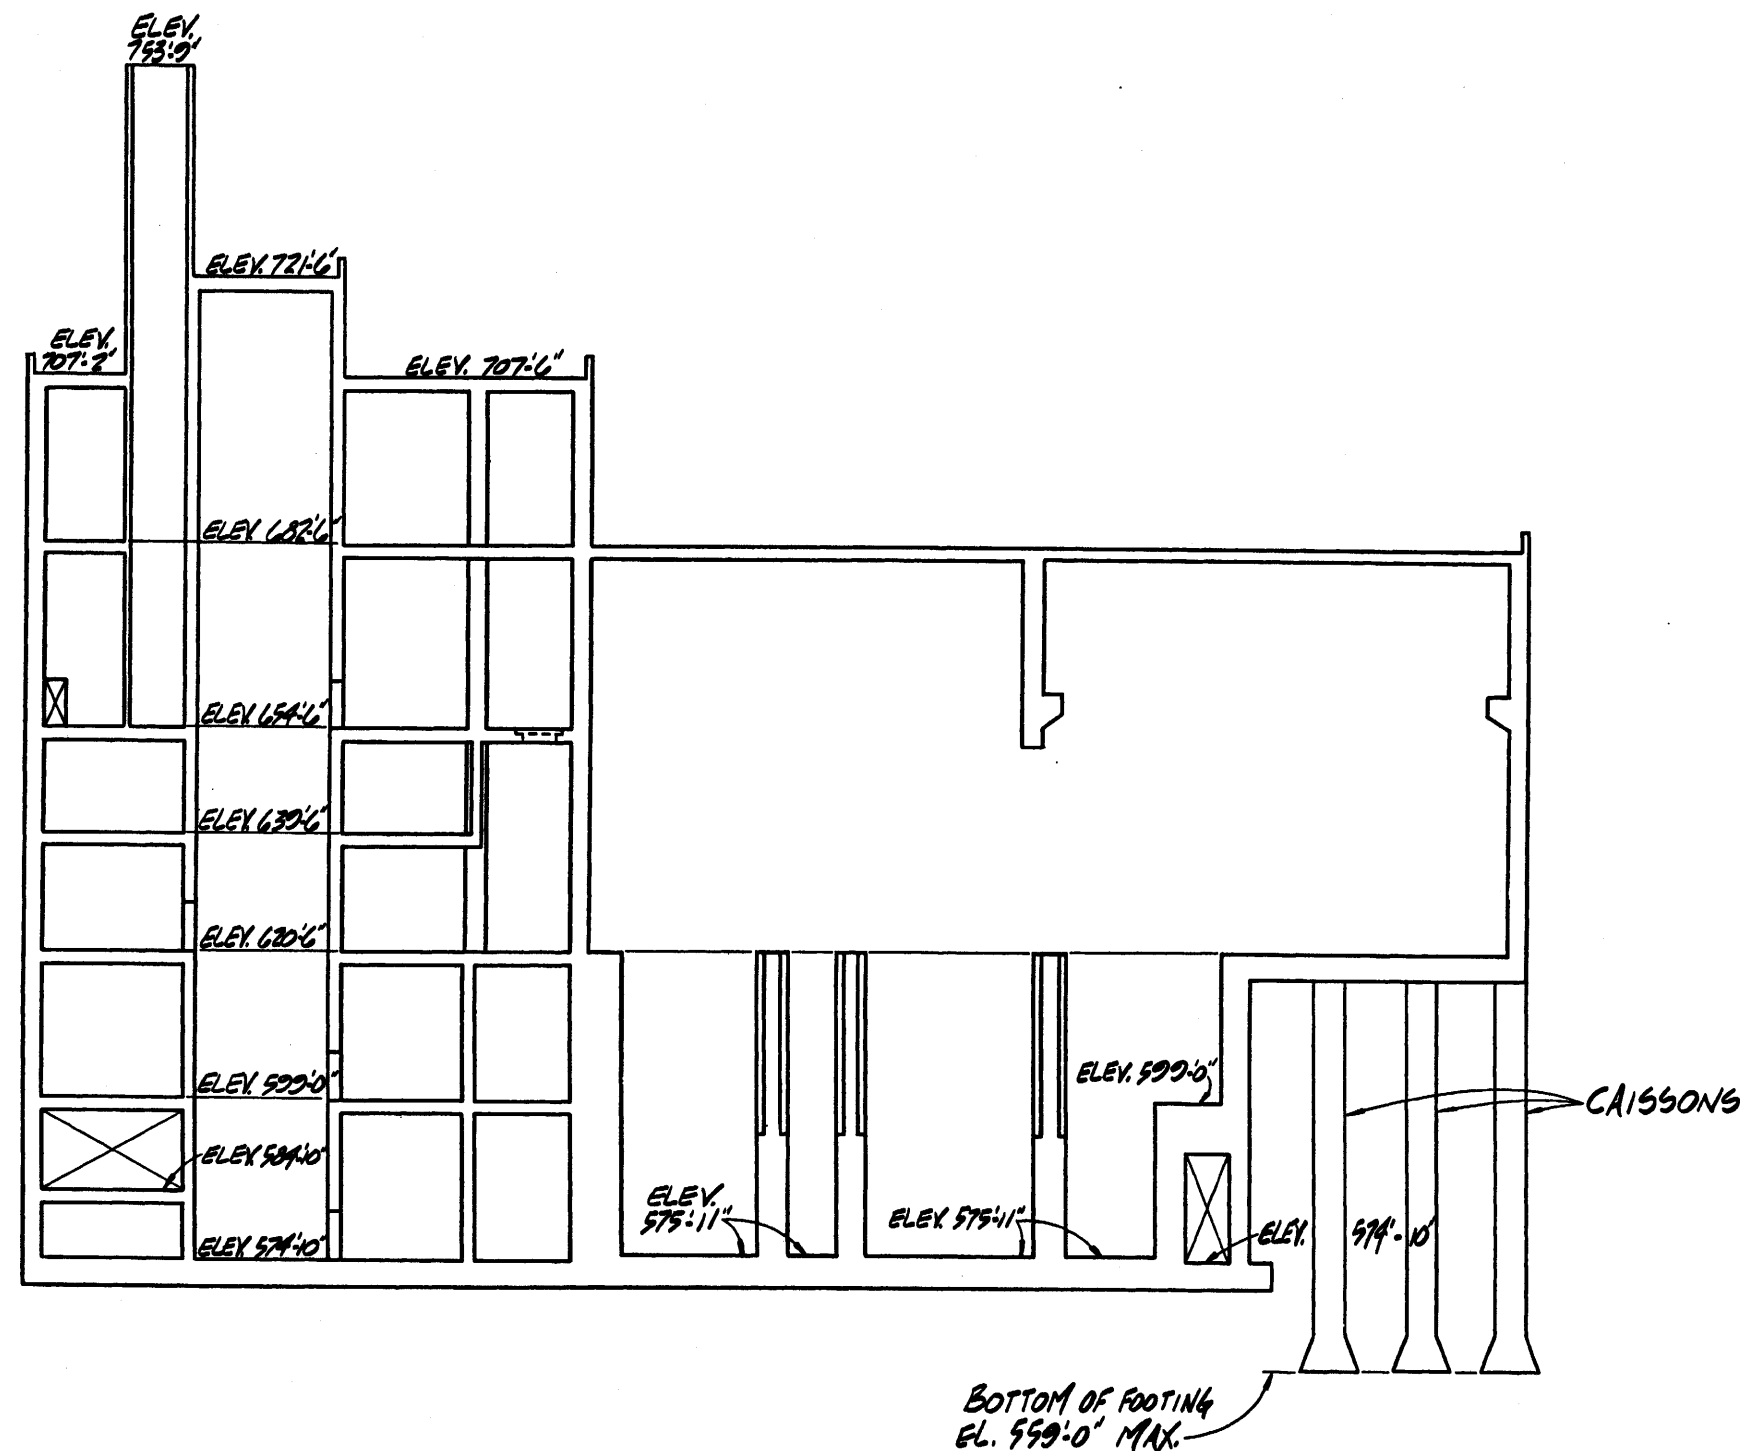 ELEV.
753'-9"
ELEV. 721'-6"
ELEV.
707'-2"
ELEV. 707'-6"
ELEV. 682'-6"
ELEV. 654'-6"
ELEV. 639'-6"
ELEV. 620'-6"
ELEV. 599'-0"
ELEV. 599'-0"
CAISSONS
ELEV. 584'-10"
ELEV.
575'-11"
ELEV. 575'-11"
ELEV. 574'-10"
ELEV. 574'-10"
BOTTOM OF FOOTING
EL. 559'-0" MAX.